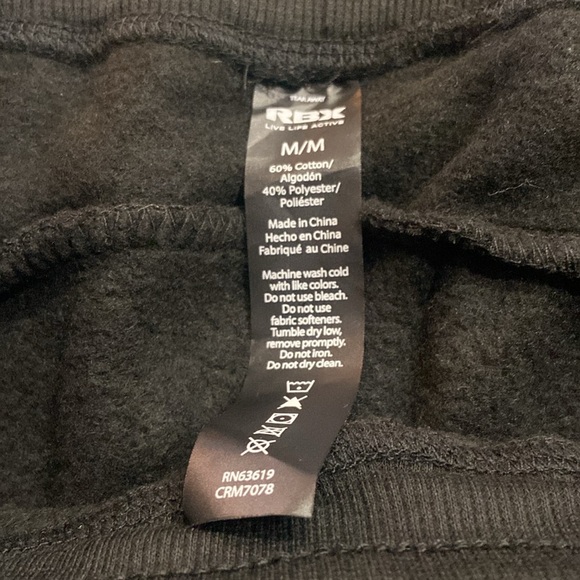 TEAR AWAY
RBX
LIVE LIFE ACTIVE
M/M
60% Cotton/
Algodón
40% Polyester/
Poliéster
Made in China
Hecho en China
Fabriqué au Chine
Machine wash cold
with like colors.
Do not use bleach.
Do not use
fabric softeners.
Tumble dry low,
remove promptly.
Do not iron.
Do not dry clean.
RN63619
CRM7078